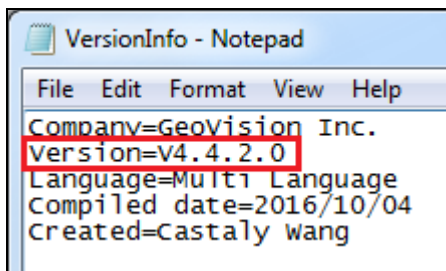 VersionInfo - Notepad
File Edit Format View Help
Company=GeoVision Inc.
Version=V4.4.2.0
Language=Multi Language
Compiled date=2016/10/04
Created=Castaly Wang